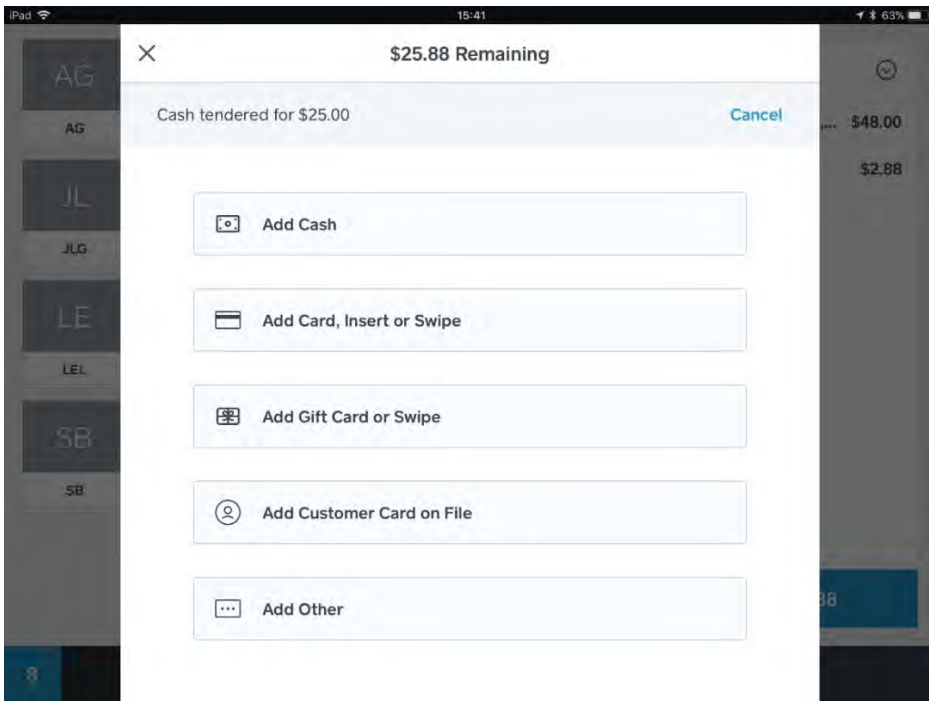 iPad 15:41 63%
$25.88 Remaining
Cash tendered for $25.00 Cancel
Add Cash
Add Card, Insert or Swipe
Add Gift Card or Swipe
Add Customer Card on File
Add Other
AG
AG
JL
JLG
LE
LEL
SB
SB
.... $48.00
$2.88
88
8